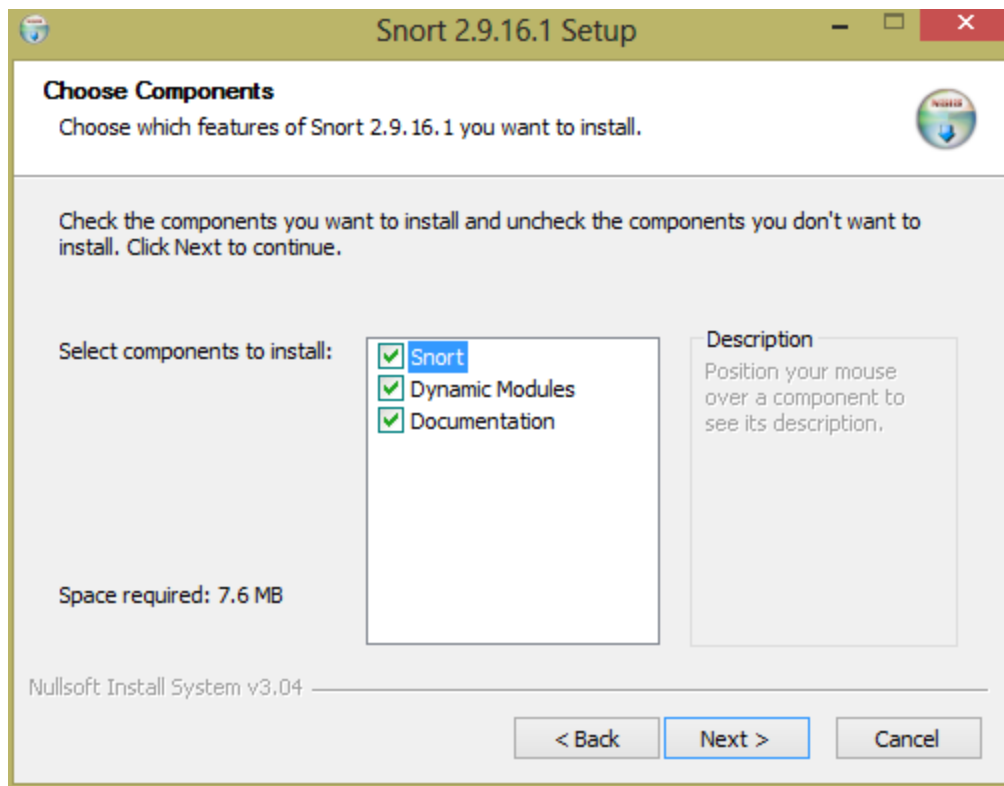 Snort 2.9.16.1 Setup
Choose Components
Choose which features of Snort 2.9.16.1 you want to install.
Check the components you want to install and uncheck the components you don't want to
install. Click Next to continue.
Select components to install:
Snort
Dynamic Modules
Documentation
Description
Position your mouse
over a component to
see its description.
Space required: 7.6 MB
Nullsoft Install System v3.04
< Back
Next >
Cancel